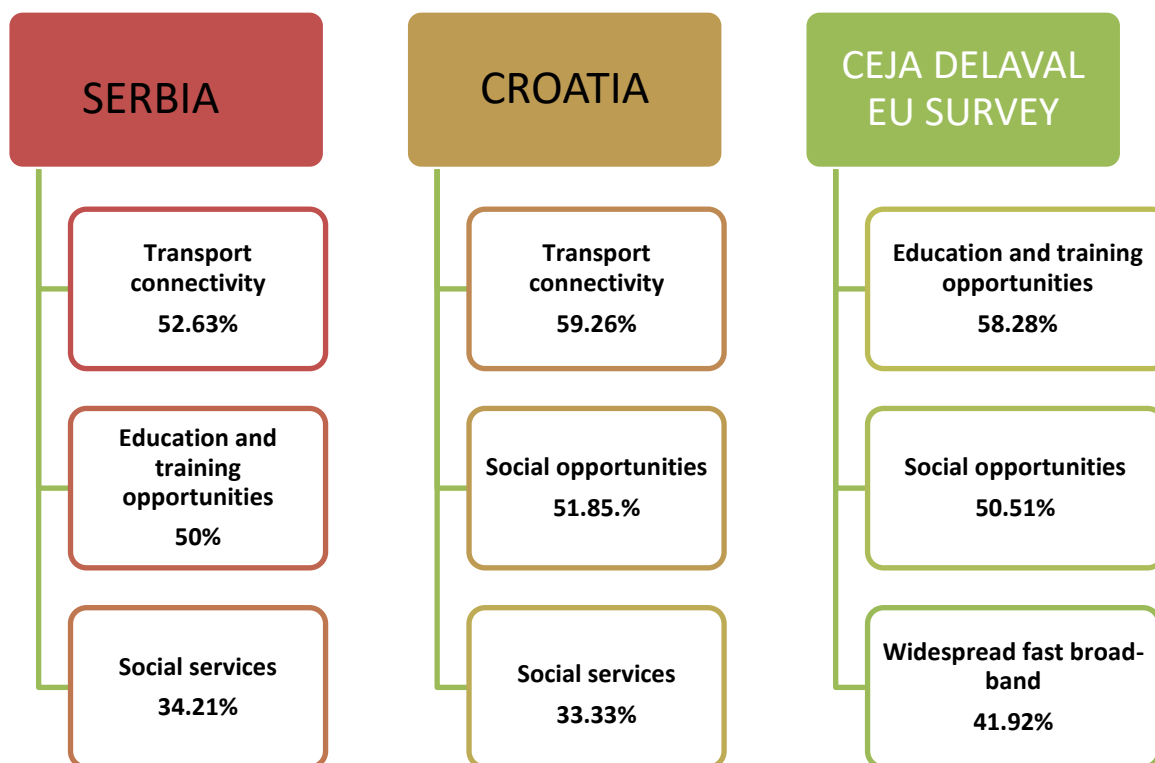 SERBIA
Transport
connectivity
52.63%
Education and
training
opportunities
50%
Social services
34.21%
CROATIA
Transport
connectivity
59.26%
Social opportunities
51.85.%
Social services
33.33%
CEJA DELAVAL
EU SURVEY
Education and training
opportunities
58.28%
Social opportunities
50.51%
Widespread fast broad-
band
41.92%